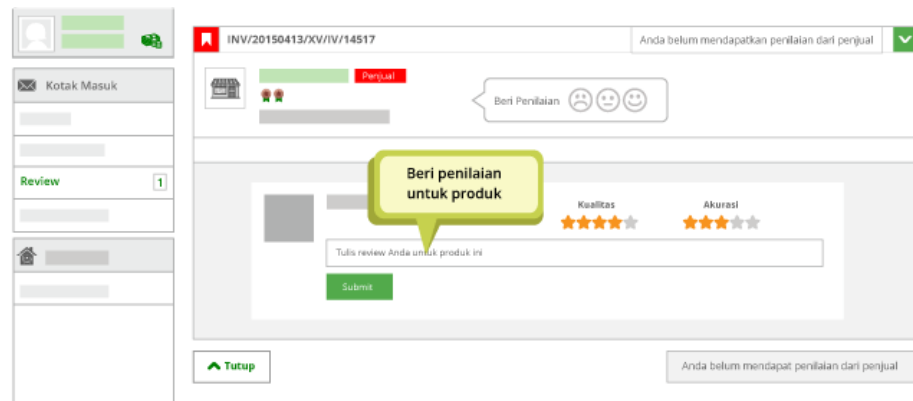 INV/20150413/XV/IV/14517
Anda belum mendapatkan penilaian dari penjual
Kotak Masuk
Penjual
Beri Penilaian
Review
1
Beri penilaian
untuk produk
Kualitas
Akurasi
Tulis review Anda untuk produk ini
Submit
Tutup
Anda belum mendapat penilaian dari penjual